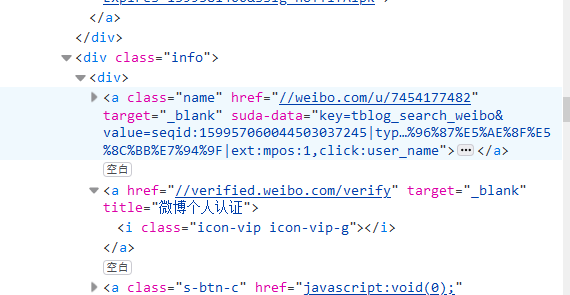 </a>
</div>
<div class="info">
<div>
<a class="name" href="//weibo.com/u/7454177482"
target="_blank" suda-data="key=tblog_search_weibo&
value=seqid:159957060044503037245|typ…%96%87%E5%AE%8F%E5
%8C%BB%E7%94%9F|ext:mpos:1,click:user_name"> </a>
空白
<a href="//verified.weibo.com/verify" target="_blank"
title="微博个人认证">
<i class="icon-vip icon-vip-g"></i>
</a>
空白
<a class="s-btn-c" href="javascript:void(0);"